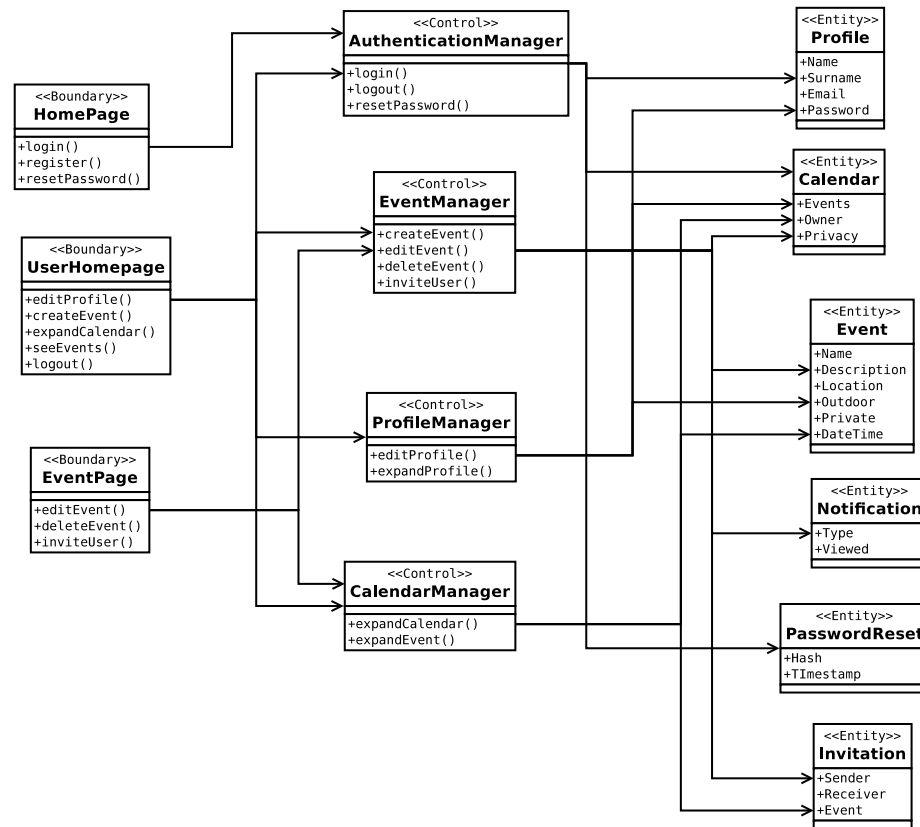 <<Boundary>>
HomePage
+login()
+register()
+resetPassword()
<<Boundary>>
UserHomepage
+editProfile()
+createEvent()
+expandCalendar()
+seeEvents()
+logout()
<<Boundary>>
EventPage
+editEvent()
+deleteEvent()
+inviteUser()
<<Control>>
AuthenticationManager
+login()
+logout()
+resetPassword()
<<Control>>
EventManager
+createEvent()
+editEvent()
+deleteEvent()
+inviteUser()
<<Control>>
ProfileManager
+editProfile()
+expandProfile()
<<Control>>
CalendarManager
+expandCalendar()
+expandEvent()
<<Entity>>
Profile
+Name
+Surname
+Email
+Password
<<Entity>>
Calendar
+Events
+Owner
+Privacy
<<Entity>>
Event
+Name
+Description
+Location
+Outdoor
+Private
+DateTime
<<Entity>>
Notification
+Type
+Viewed
<<Entity>>
PasswordReset
+Hash
+TImestamp
<<Entity>>
Invitation
+Sender
+Receiver
+Event